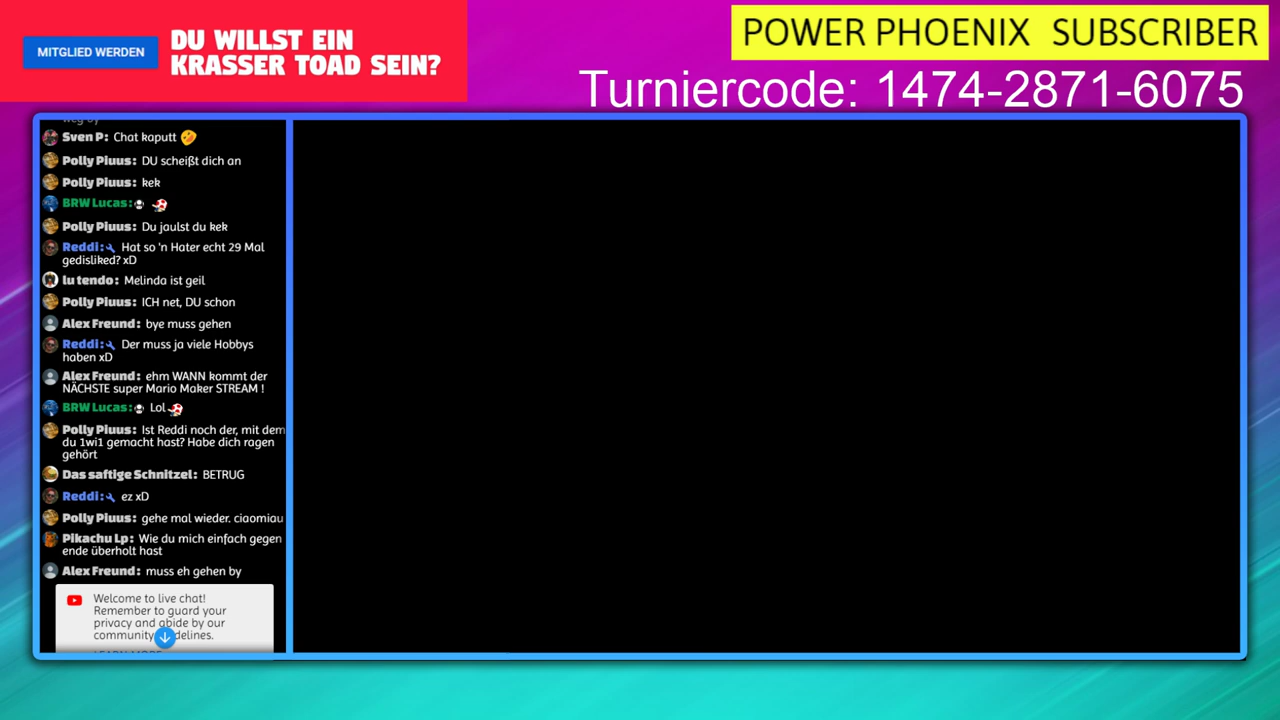 MITGLIED WERDEN
DU WILLST EIN
KRASSER TOAD SEIN?
POWER PHOENIX SUBSCRIBER
Turniercode: 1474-2871-6075
Sven P: Chat kaputt 🤣
Polly Piuus: DU scheißt dich an
Polly Piuus: kek
BRW Lucas:
Polly Piuus: Du jaulst du kek
Reddi: Hat so 'n Hater echt 29 Mal
gedisliked? xD
lu tendo: Melinda ist geil
Polly Piuus: ICH net, DU schon
Alex Freund: bye muss gehen
Reddi: Der muss ja viele Hobbys
haben xD
Alex Freund: ehm WANN kommt der
NÄCHSTE super Mario Maker STREAM !
BRW Lucas: Lol
Polly Piuus: Ist Reddi noch der, mit dem
du 1wi1 gemacht hast? Habe dich ragen
gehört
Das saftige Schnitzel: BETRUG
Reddi: ez xD
Polly Piuus: gehe mal wieder. ciaomiau
Pikachu Lp: Wie du mich einfach gegen
ende überholt hast
Alex Freund: muss eh gehen by
Welcome to live chat!
Remember to guard your
privacy and abide by our
community guidelines.